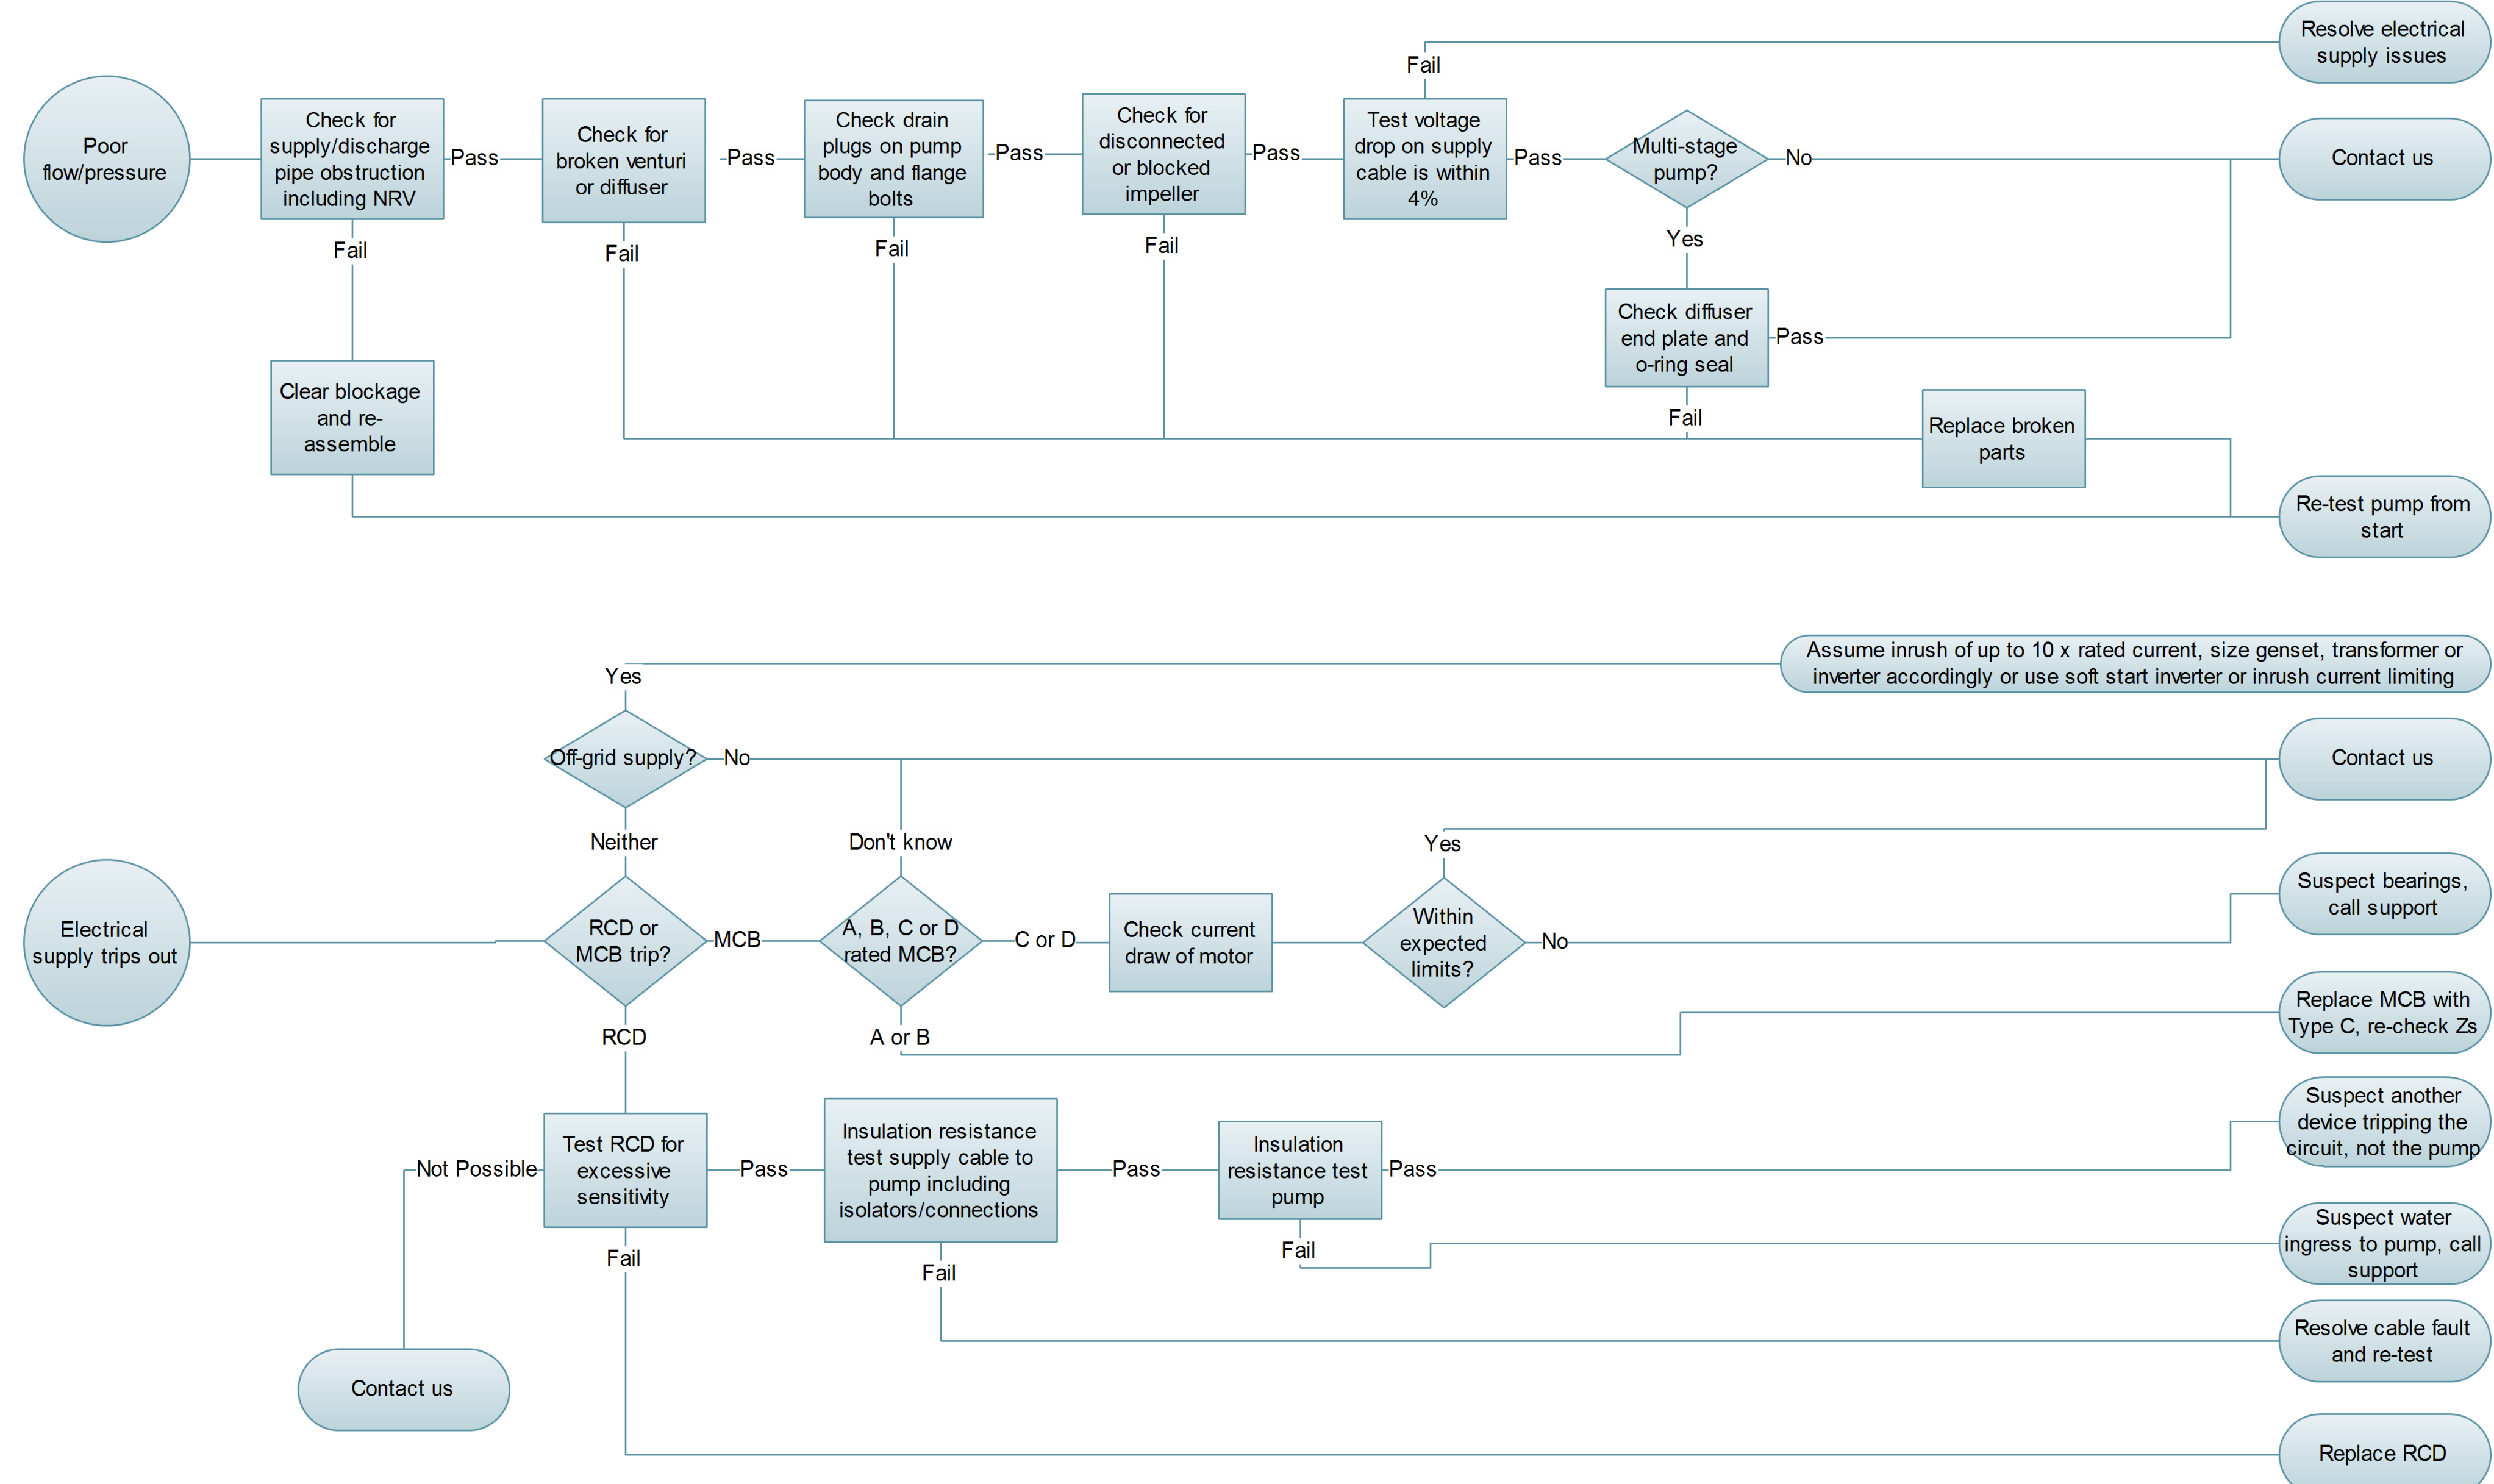 Resolve electrical
supply issues
Fail
Poor
flow/pressure
Check for
supply/discharge
pipe obstruction
including NRV
Pass
Check for
broken venturi
or diffuser
Pass
Check drain
plugs on pump
body and flange
bolts
Pass
Check for
disconnected
or blocked
impeller
Pass
Test voltage
drop on supply
cable is within
4%
Pass
Multi-stage
pump?
No
Contact us
Fail
Fail
Fail
Fail
Yes
Check diffuser
end plate and
o-ring seal
Pass
Clear blockage
and re-
assemble
Fail
Replace broken
parts
Re-test pump from
start
Assume inrush of up to 10 x rated current, size genset, transformer or
inverter accordingly or use soft start inverter or inrush current limiting
Yes
Off-grid supply?
No
Contact us
Neither
Don't know
Yes
Electrical
supply trips out
RCD or
MCB trip?
MCB
A, B, C or D
rated MCB?
C or D
Check current
draw of motor
Within
expected
limits?
No
Suspect bearings,
call support
RCD
A or B
Replace MCB with
Type C, re-check Zs
Not Possible
Test RCD for
excessive
sensitivity
Pass
Insulation resistance
test supply cable to
pump including
isolators/connections
Pass
Insulation
resistance test
pump
Pass
Suspect another
device tripping the
circuit, not the pump
Fail
Fail
Fail
Suspect water
ingress to pump, call
support
Resolve cable fault
and re-test
Contact us
Replace RCD